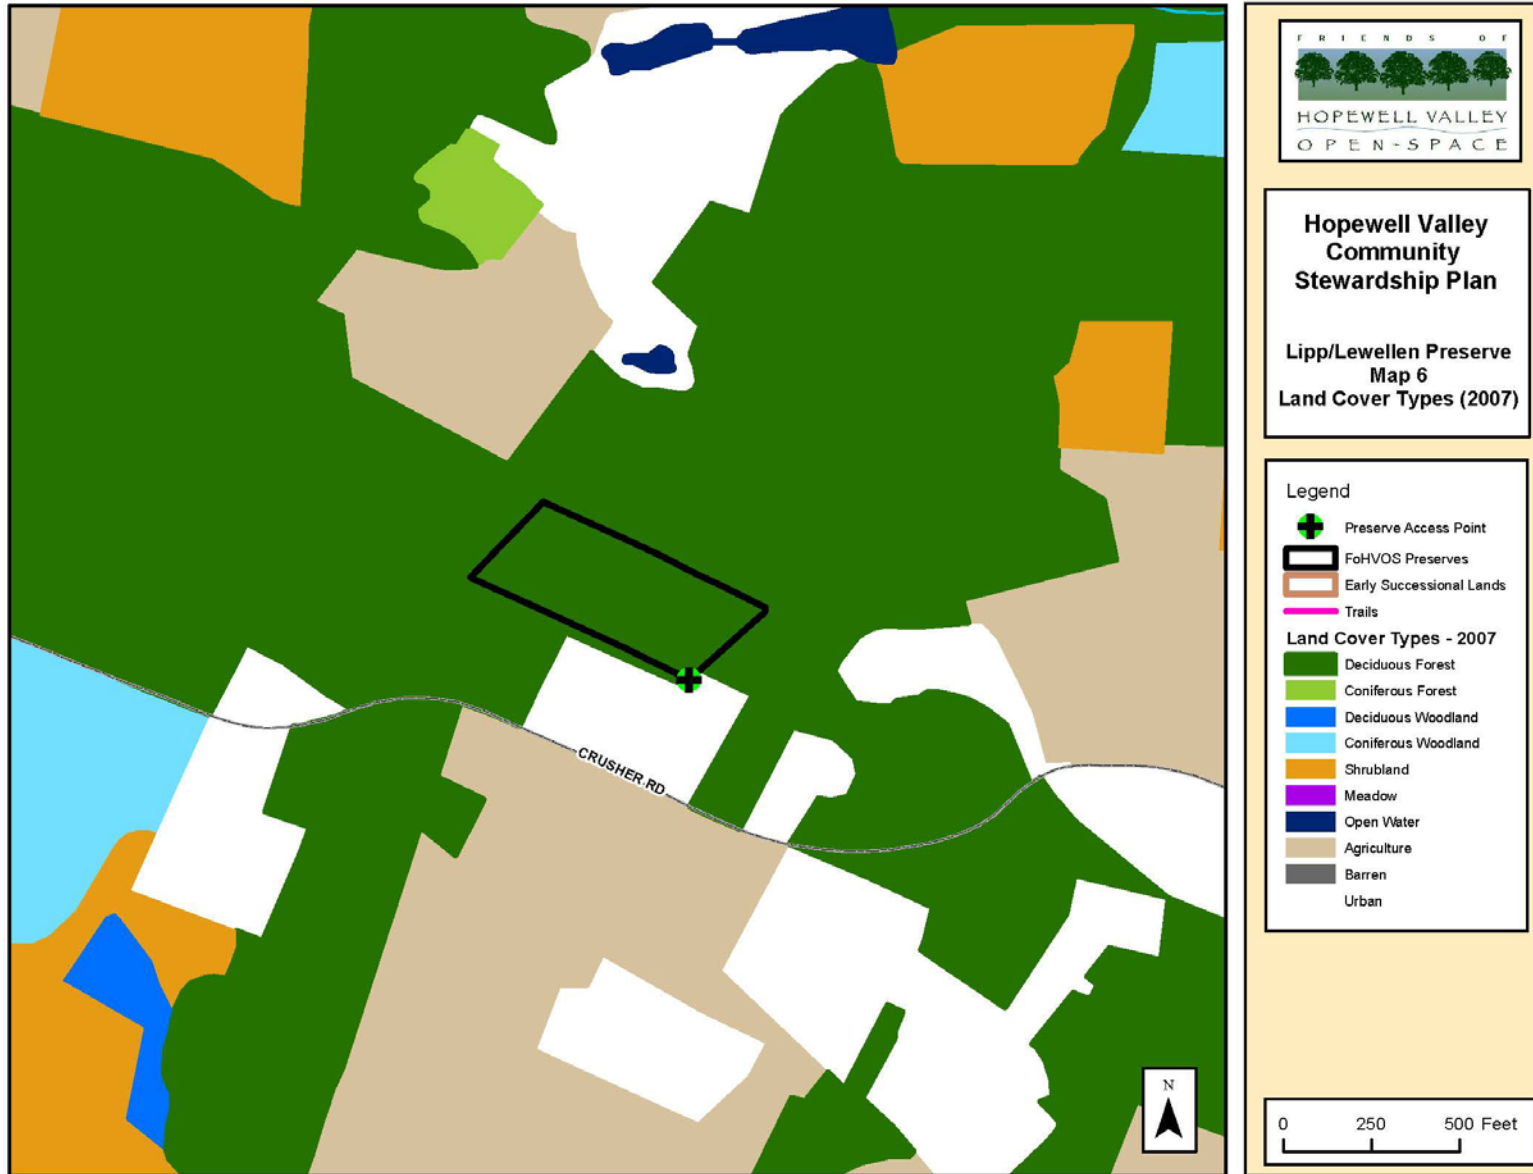 CRUSHER RD
N
FRIENDS OF
HOPEWELL VALLEY
OPEN-SPACE
Hopewell Valley
Community
Stewardship Plan
Lipp/Lewellen Preserve
Map 6
Land Cover Types (2007)
Legend
Preserve Access Point
FoHVOS Preserves
Early Successional Lands
Trails
Land Cover Types - 2007
Deciduous Forest
Coniferous Forest
Deciduous Woodland
Coniferous Woodland
Shrubland
Meadow
Open Water
Agriculture
Barren
Urban
0 250 500 Feet